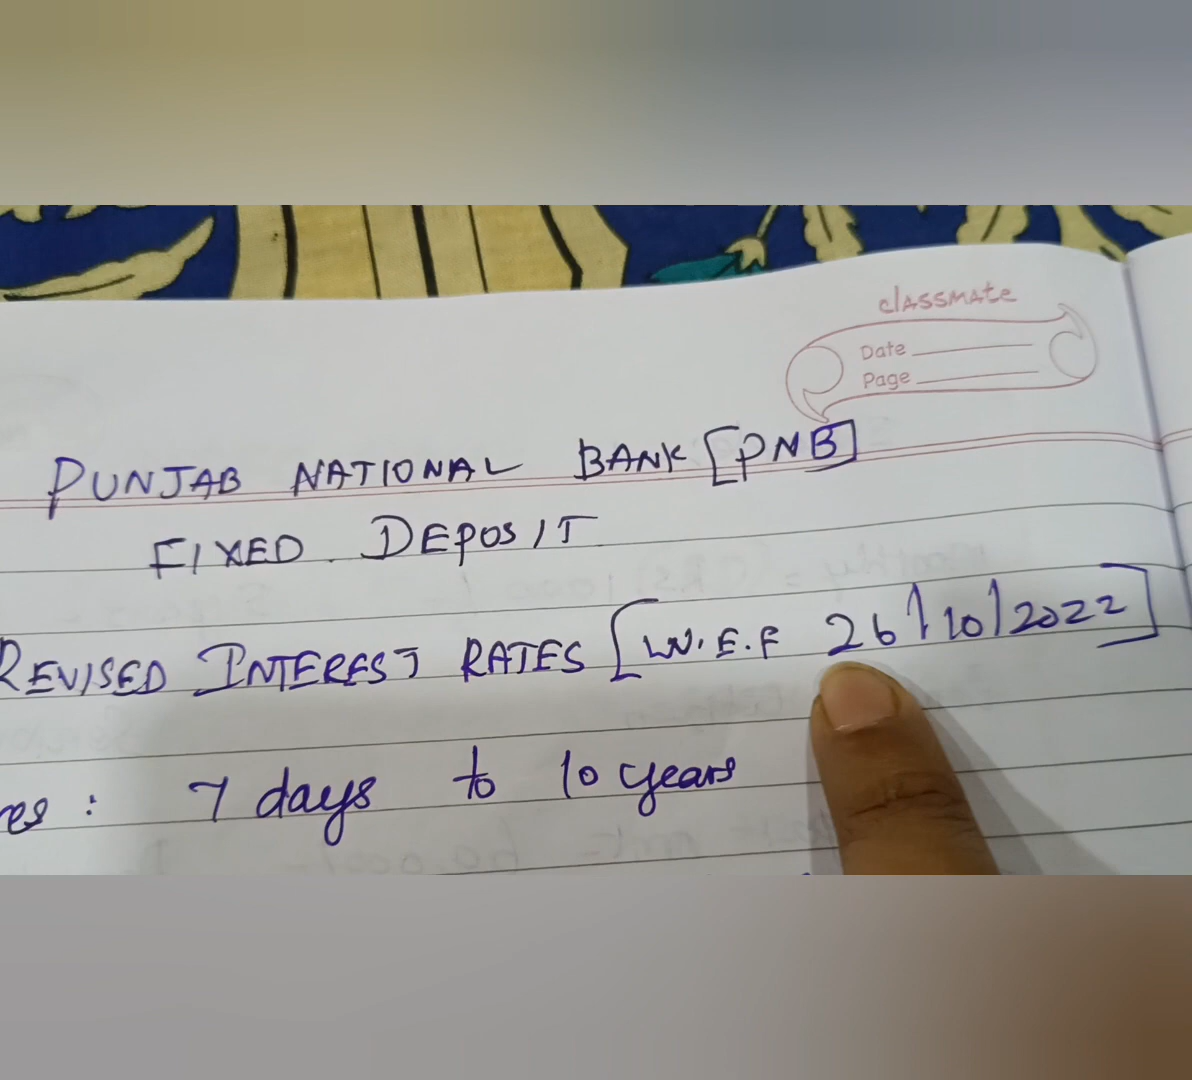 classmate
Date
Page
PUNJAB NATIONAL BANK [PNB]
FIXED DEPOSIT
REVISED INTEREST RATES [W.E.F 26/10/2022]
res: 7 days to 10 years